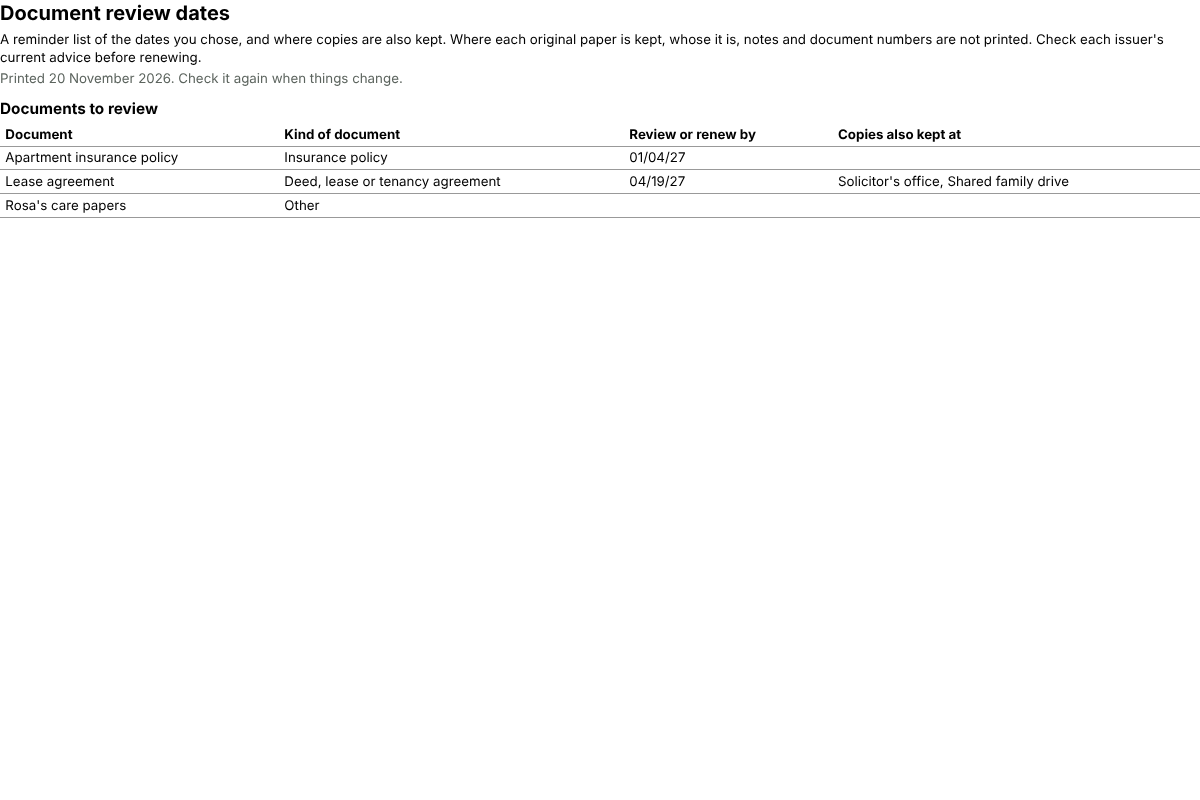 Document review dates
A reminder list of the dates you chose, and where copies are also kept. Where each original paper is kept, whose it is, notes and document numbers are not printed. Check each issuer's
current advice before renewing.
Printed 20 November 2026. Check it again when things change.
Documents to review
Document Kind of document Review or renew by Copies also kept at
Apartment insurance policy Insurance policy 01/04/27
Lease agreement Deed, lease or tenancy agreement 04/19/27 Solicitor's office, Shared family drive
Rosa's care papers Other